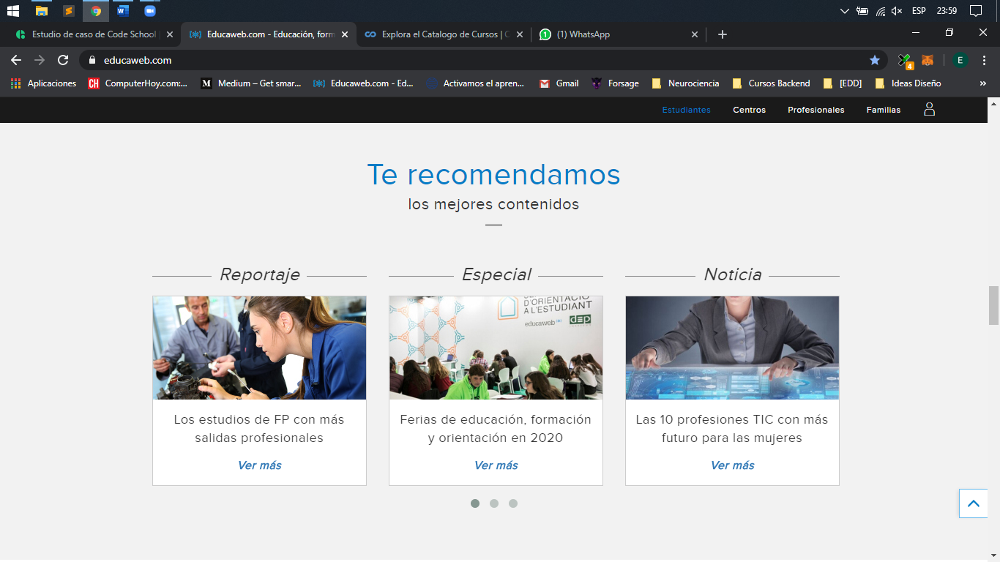 ESP
23:59
Estudio de caso de Code School
Educaweb.com - Educación, form
Explora el Catalogo de Cursos | C
(1) WhatsApp
educaweb.com
4
E
Aplicaciones
CH
ComputerHoy.com:...
M
Medium – Get smar...
Educaweb.com - Ed...
Activamos el apren...
Gmail
Forsage
Neurociencia
Cursos Backend
[EDD]
Ideas Diseño
»
Estudiantes
Centros
Profesionales
Familias
Te recomendamos
los mejores contenidos
Reportaje
Especial
Noticia
D'ORIENTACIÓ
A L'ESTUDIANT
educaweb
dep
Los estudios de FP con más
salidas profesionales
Ver más
Ferias de educación, formación
y orientación en 2020
Ver más
Las 10 profesiones TIC con más
futuro para las mujeres
Ver más